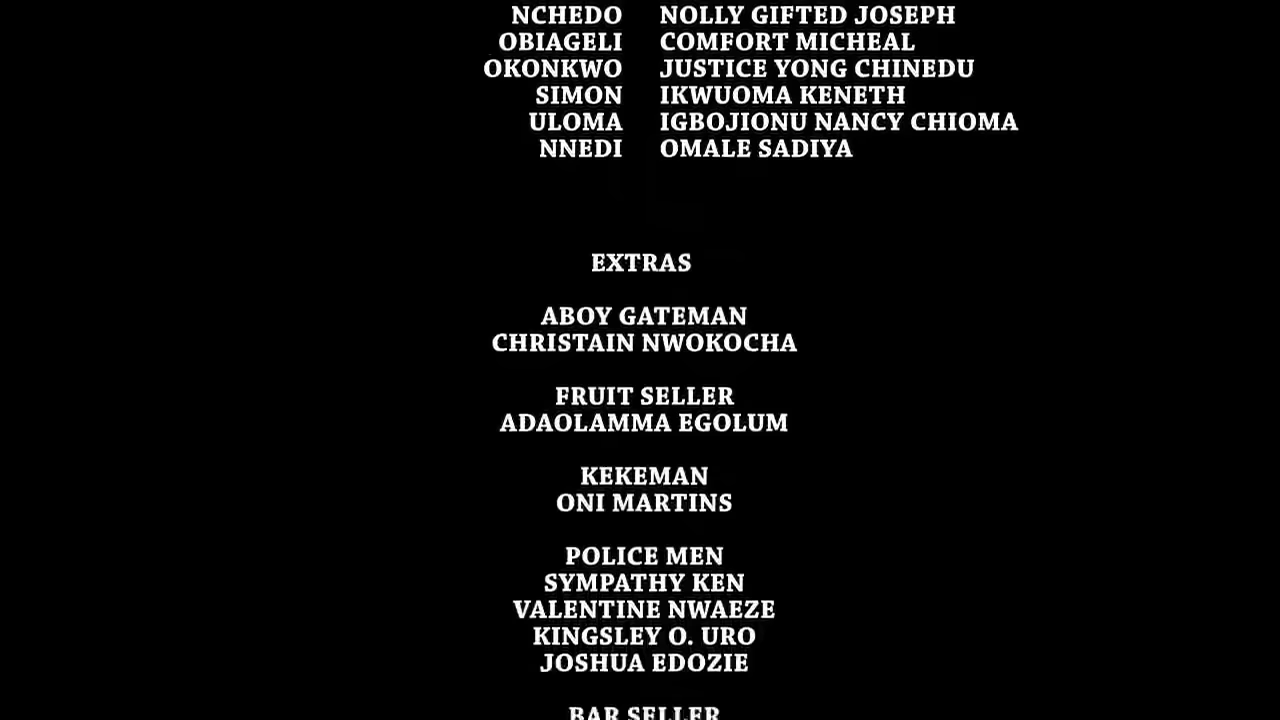 NCHEDO NOLLY GIFTED JOSEPH
OBIAGELI COMFORT MICHEAL
OKONKWO JUSTICE YONG CHINEDU
SIMON IKWUOMA KENETH
ULOMA IGBOJIONU NANCY CHIOMA
NNEDI OMALE SADIYA
EXTRAS
ABOY GATEMAN
CHRISTAIN NWOKOCHA
FRUIT SELLER
ADAOLAMMA EGOLUM
KEKEMAN
ONI MARTINS
POLICE MEN
SYMPATHY KEN
VALENTINE NWAEZE
KINGSLEY O. URO
JOSHUA EDOZIE
BAR SELLER